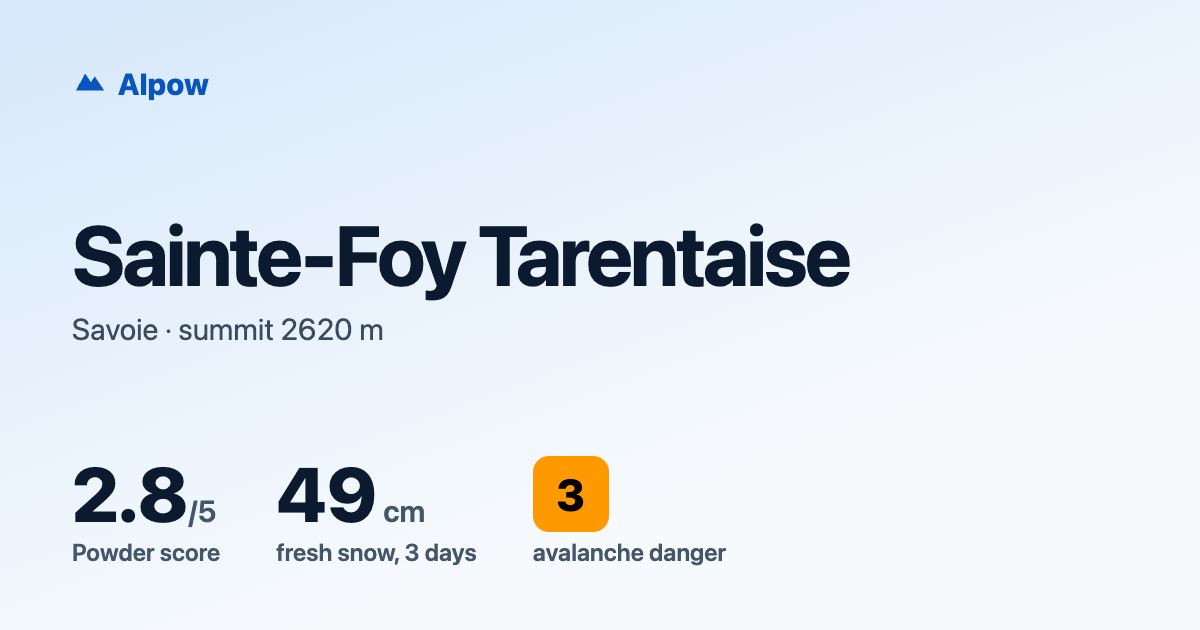 Alpow
Sainte-Foy Tarentaise
Savoie · summit 2620 m
2.8/5
Powder score
49 cm
fresh snow, 3 days
3
avalanche danger